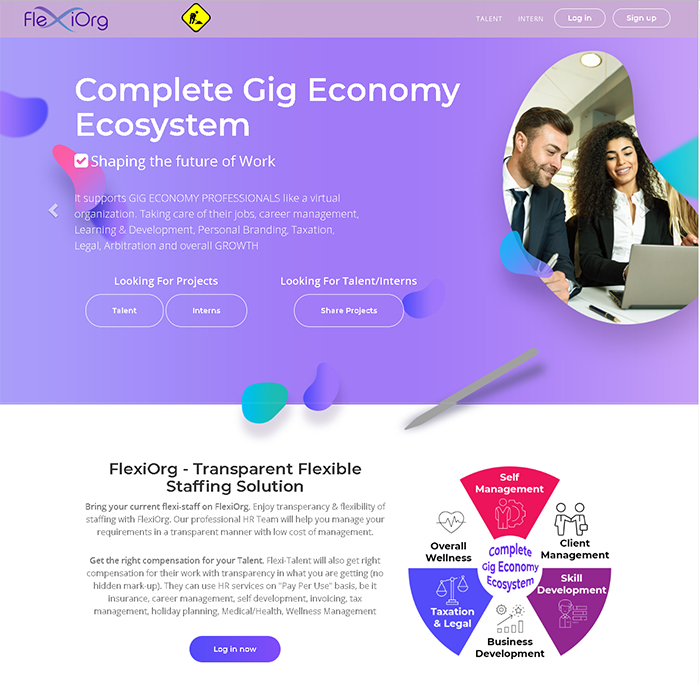 FlexiOrg
TALENT
INTERN
Log in
Sign up
Complete Gig Economy
Ecosystem
Shaping the future of Work
It supports GIG ECONOMY PROFESSIONALS like a virtual
organization. Taking care of their jobs, career management,
Learning & Development, Personal Branding, Taxation,
Legal, Arbitration and overall GROWTH
Looking For Projects
Looking For Talent/Interns
Talent
Interns
Share Projects
FlexiOrg - Transparent Flexible
Staffing Solution
Bring your current flexi-staff on FlexiOrg. Enjoy transperancy & flexibility of
staffing with FlexiOrg. Our professional HR Team will help you manage your
requirements in a transparent manner with low cost of management.
Get the right compensation for your Talent. Flexi-Talent will also get right
compensation for their work with transparency in what you are getting (no
hidden mark-up). They can use HR services on "Pay Per Use" basis, be it
insurance, career management, self development, invoicing, tax
management, holiday planning, Medical/Health, Wellness Management
Log in now
Self
Management
Overall
Wellness
Client
Management
Complete
Gig Economy
Ecosystem
Taxation
& Legal
Skill
Development
Business
Development